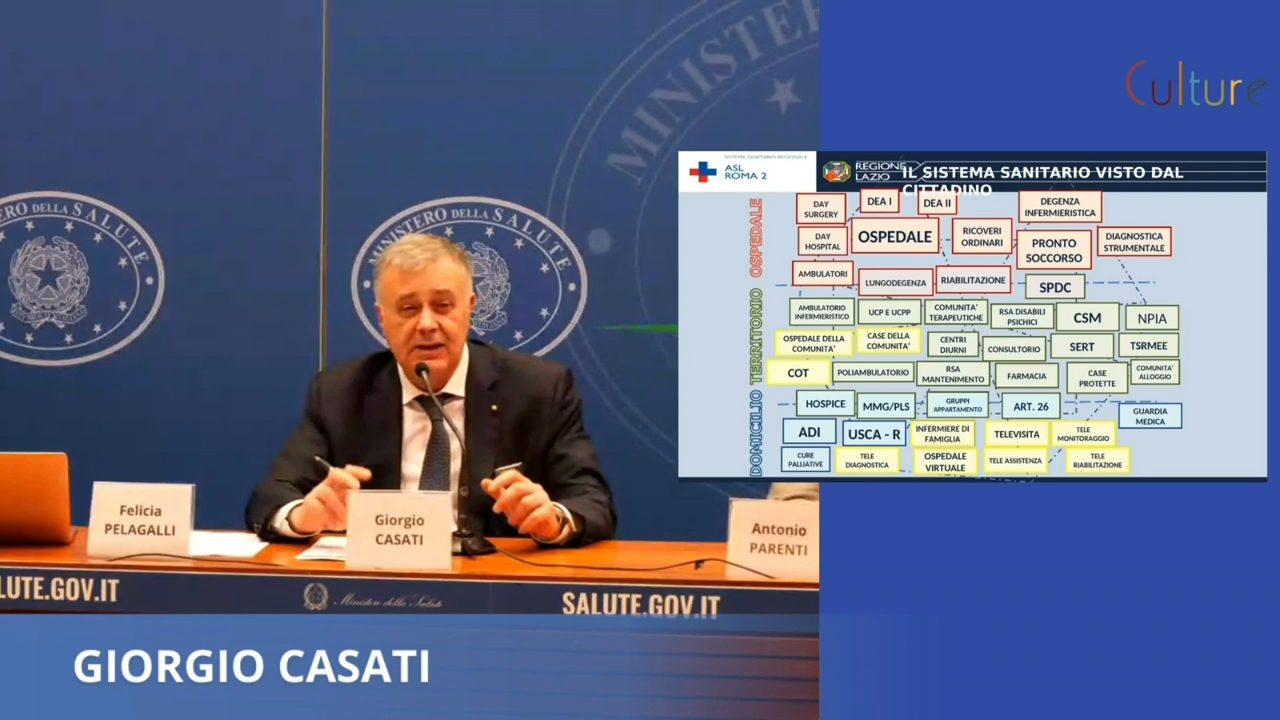 Culture
MINISTE
ERO DELLA SALUTE
MINISTERO DELLA SALUTE
SISTEMA SANITARIO REGIONALE
ASL
ROMA 2
REGIONE
LAZIO
IL SISTEMA SANITARIO VISTO DAL
CITTADINO
OSPEDALE
TERRITORIO
DOMICILIO
DAY
SURGERY
DEA I
DEA II
DEGENZA
INFERMIERISTICA
DAY
HOSPITAL
OSPEDALE
RICOVERI
ORDINARI
PRONTO
SOCCORSO
DIAGNOSTICA
STRUMENTALE
AMBULATORI
LUNGODEGENZA
RIABILITAZIONE
SPDC
AMBULATORIO
INFERMIERISTICO
UCP E UCPP
COMUNITA'
TERAPEUTICHE
RSA DISABILI
PSICHICI
CSM
NPIA
OSPEDALE DELLA
COMUNITA'
CASE DELLA
COMUNITA'
CENTRI
DIURNI
CONSULTORIO
SERT
TSRMEE
COT
POLIAMBULATORIO
RSA
MANTENIMENTO
FARMACIA
CASE
PROTETTE
COMUNITA'
ALLOGGIO
HOSPICE
MMG/PLS
GRUPPI
APPARTAMENTO
ART. 26
GUARDIA
MEDICA
ADI
USCA - R
INFERMIERE DI
FAMIGLIA
TELEVISITA
TELE
MONITORAGGIO
CURE
PALLIATIVE
TELE
DIAGNOSTICA
OSPEDALE
VIRTUALE
TELE ASSISTENZA
TELE
RIABILITAZIONE
Felicia
PELAGALLI
Giorgio
CASATI
Antonio
PARENTI
LUTE.GOV.IT
Ministero della Salute
SALUTE.GOV.IT
GIORGIO CASATI